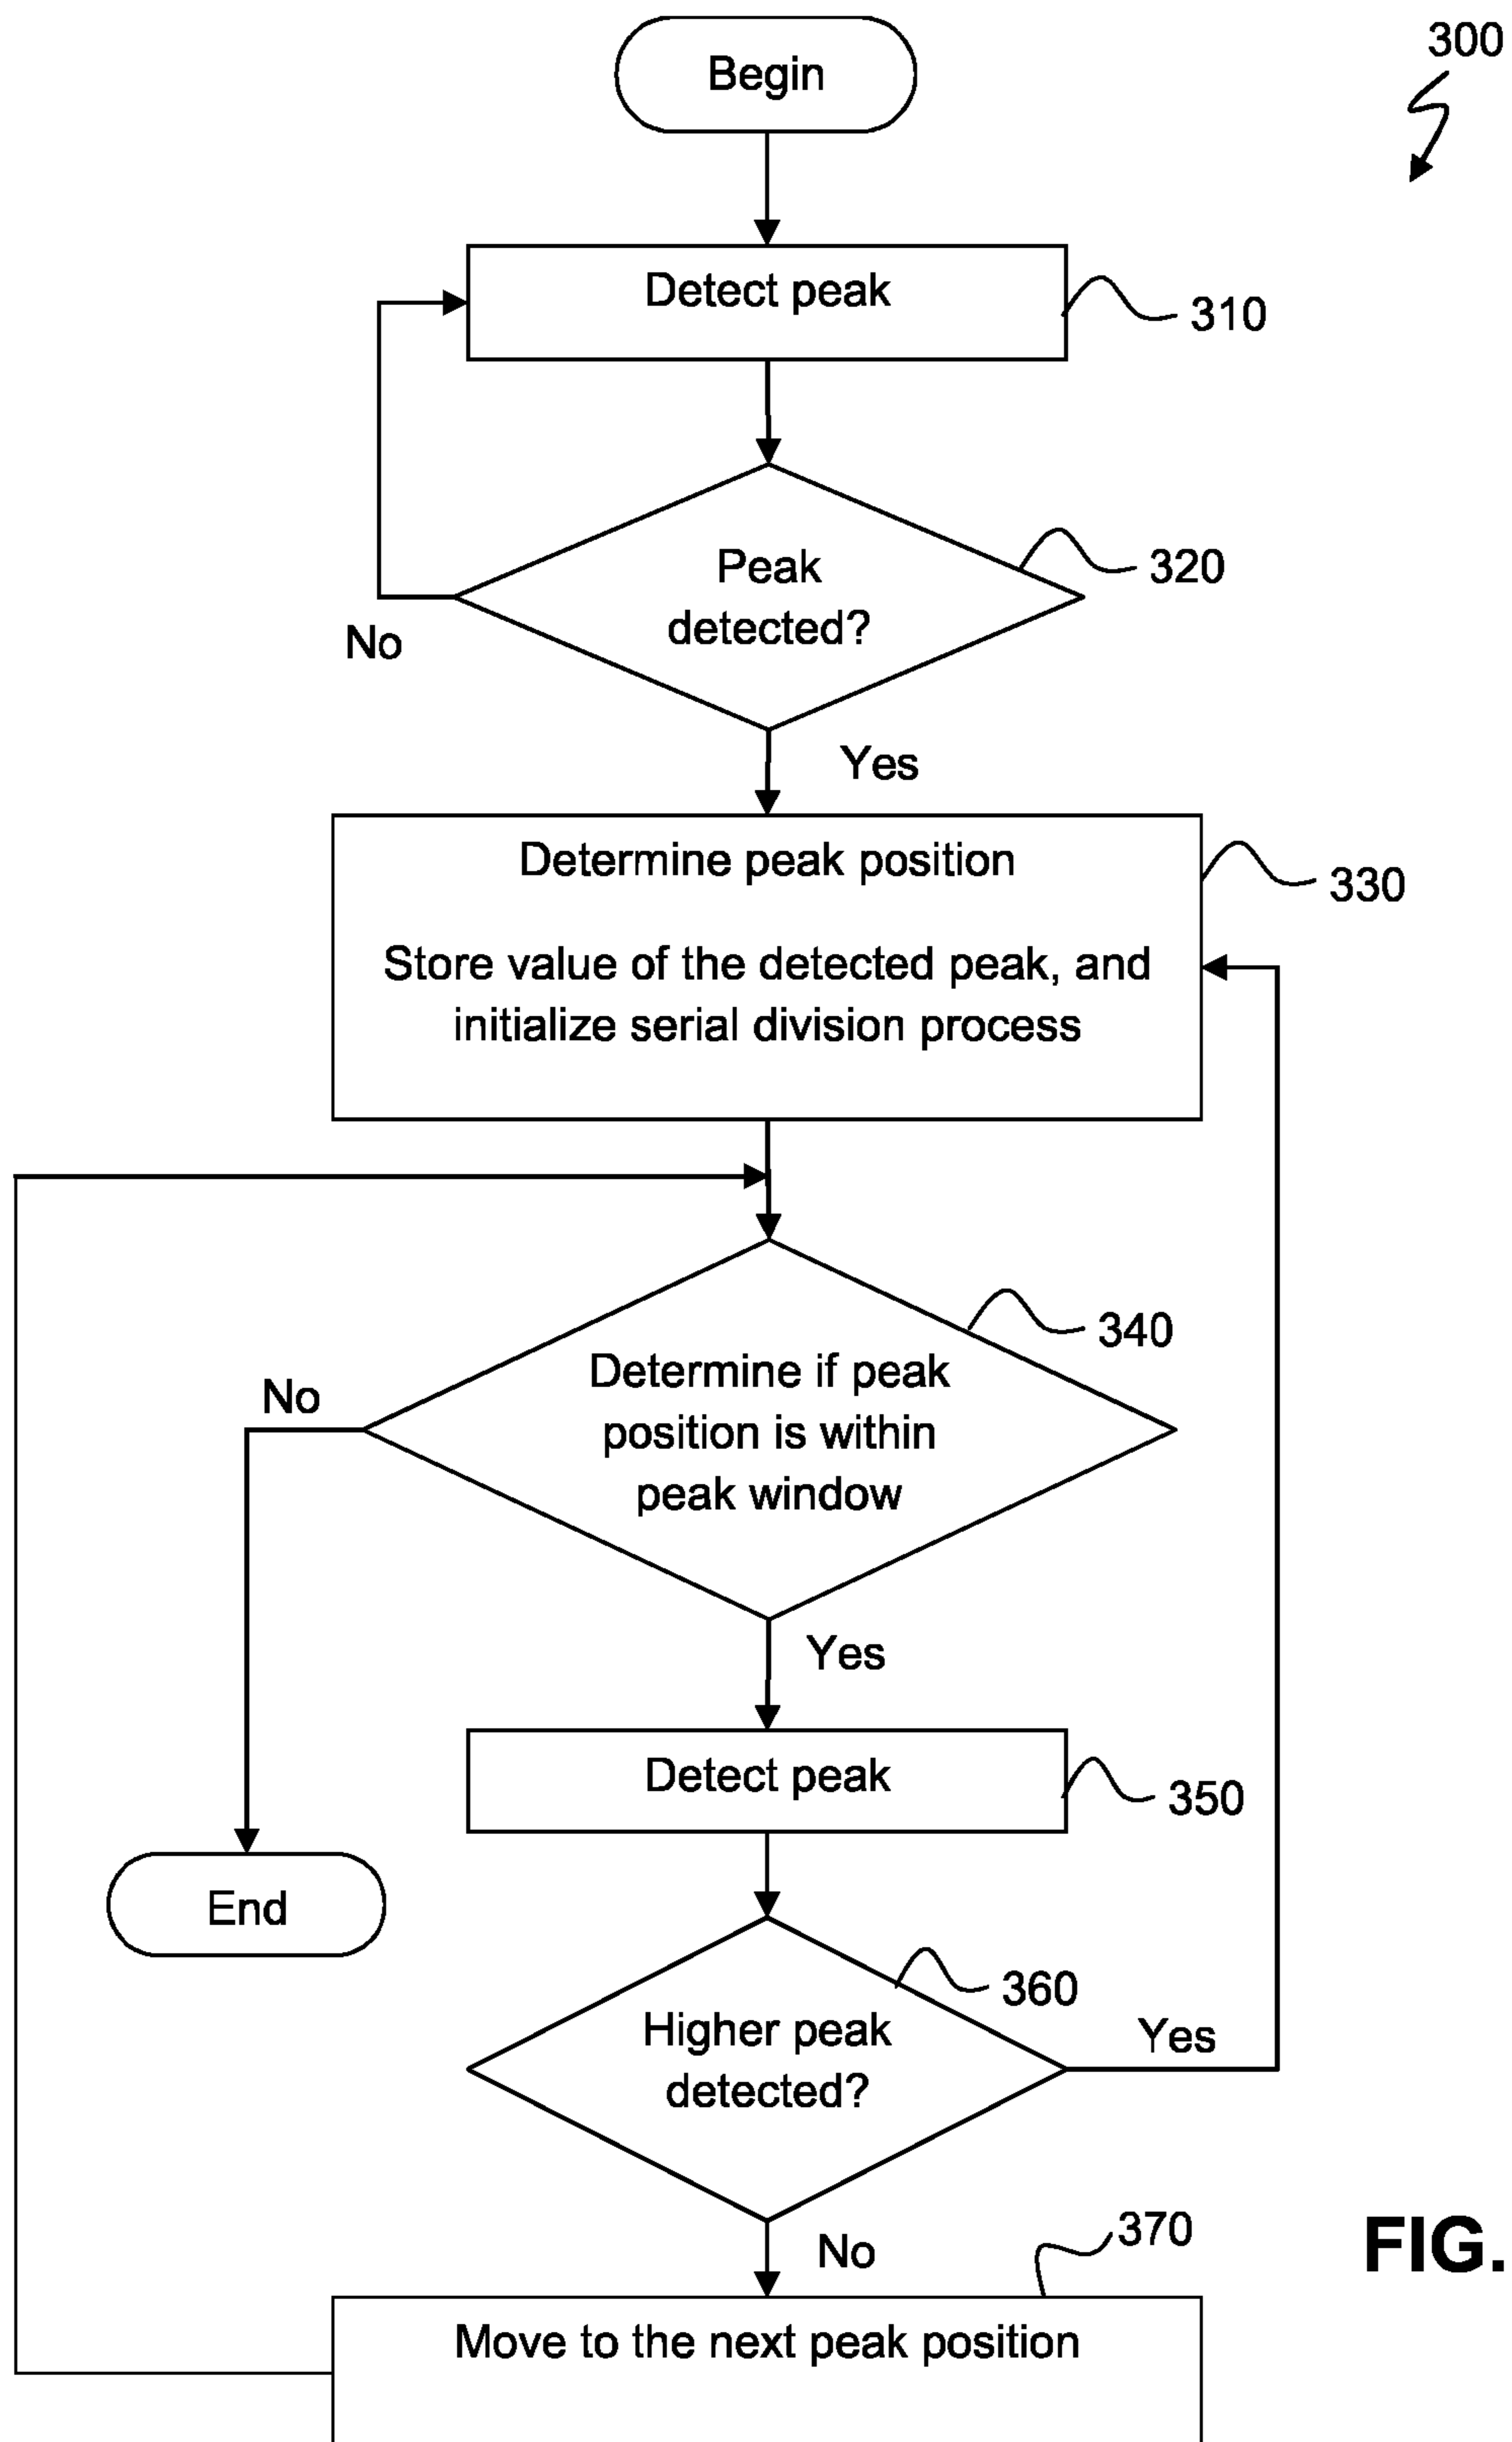 300
Begin
Detect peak
310
Peak
detected?
320
No
Yes
Determine peak position
330
Store value of the detected peak, and
initialize serial division process
340
Determine if peak
position is within
peak window
No
Yes
Detect peak
350
End
360
Higher peak
detected?
Yes
No
370
FIG.
Move to the next peak position